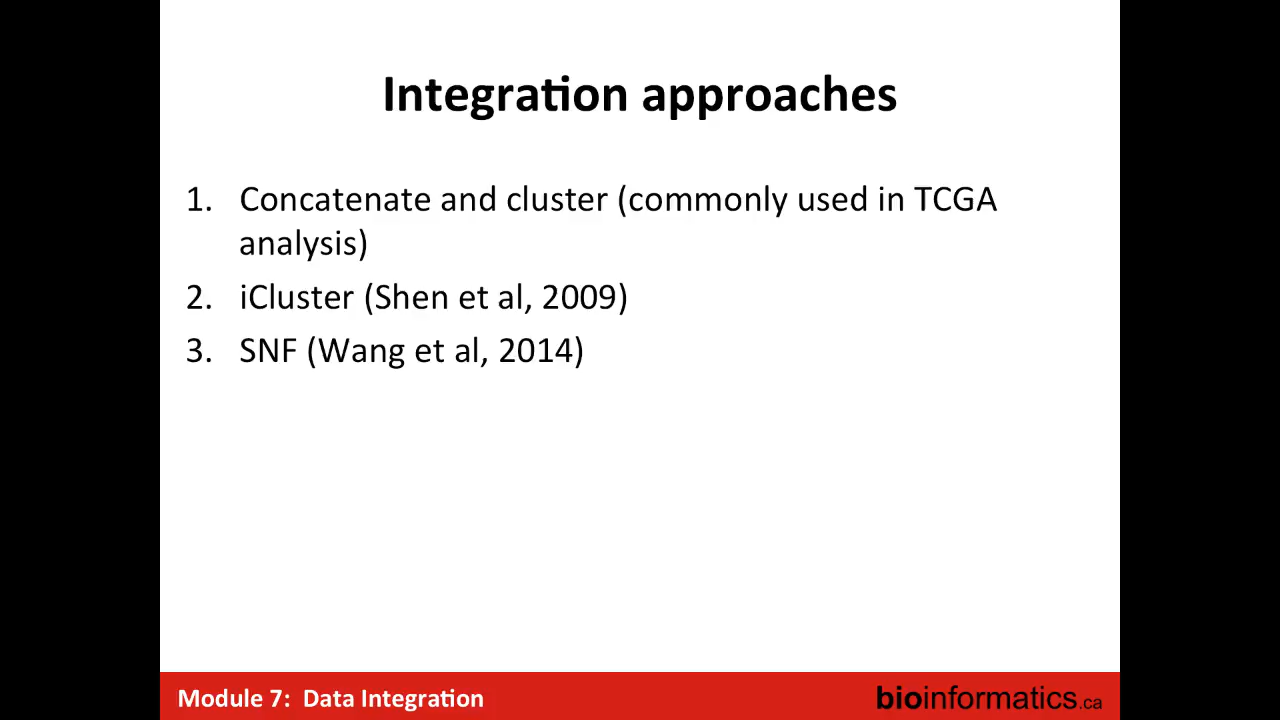 Integration approaches
1. Concatenate and cluster (commonly used in TCGA
analysis)
2. iCluster (Shen et al, 2009)
3. SNF (Wang et al, 2014)
Module 7: Data Integration
bioinformatics.ca